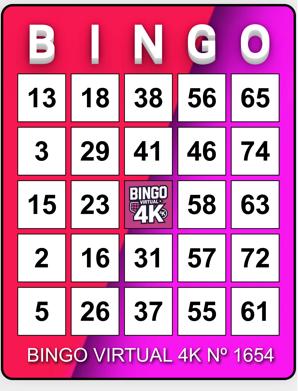 BINGO
13 18 38 56 65
3 29 41 46 74
15 23 BINGO VIRTUAL 4K 58 63
2 16 31 57 72
5 26 37 55 61
BINGO VIRTUAL 4K Nº 1654